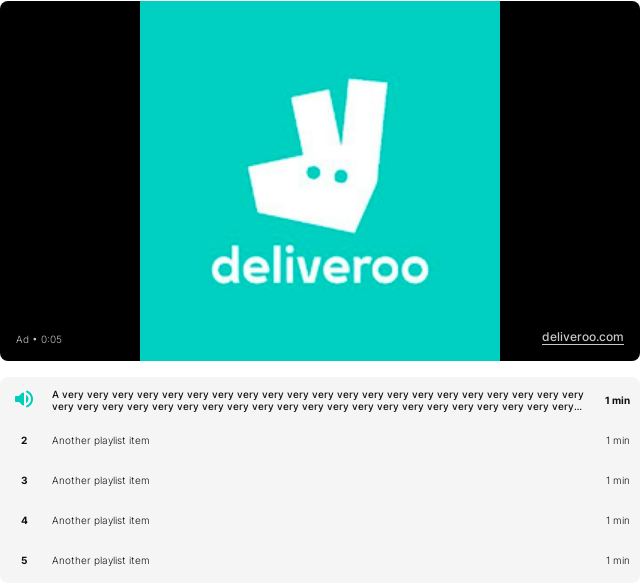 deliveroo
Ad • 0:05
deliveroo.com
A very very very very very very very very very very very very very very very very very very very very very
very very very very very very very very very very very very very very very very very very very very very...
1 min
2 Another playlist item 1 min
3 Another playlist item 1 min
4 Another playlist item 1 min
5 Another playlist item 1 min